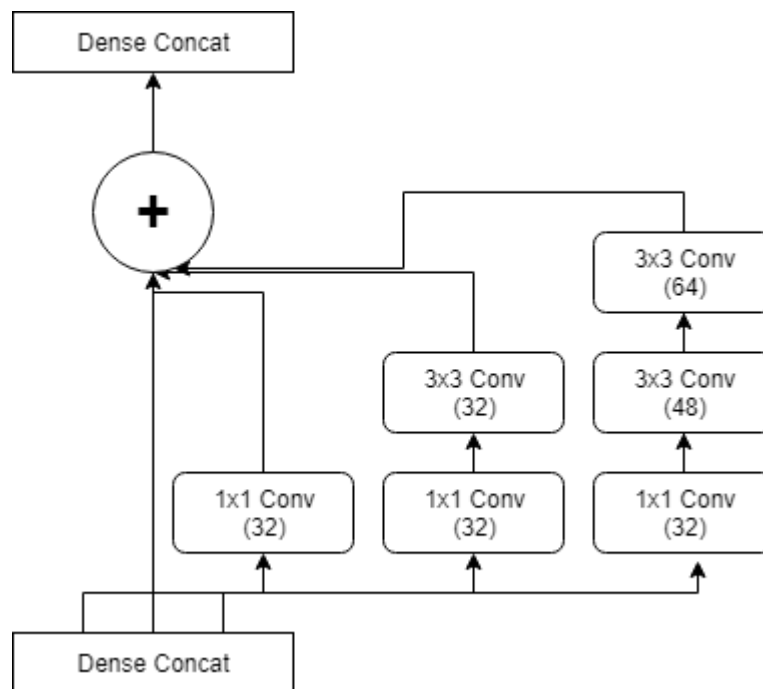 Dense Concat
+
3x3 Conv
(64)
3x3 Conv
(32)
3x3 Conv
(48)
1x1 Conv
(32)
1x1 Conv
(32)
1x1 Conv
(32)
Dense Concat